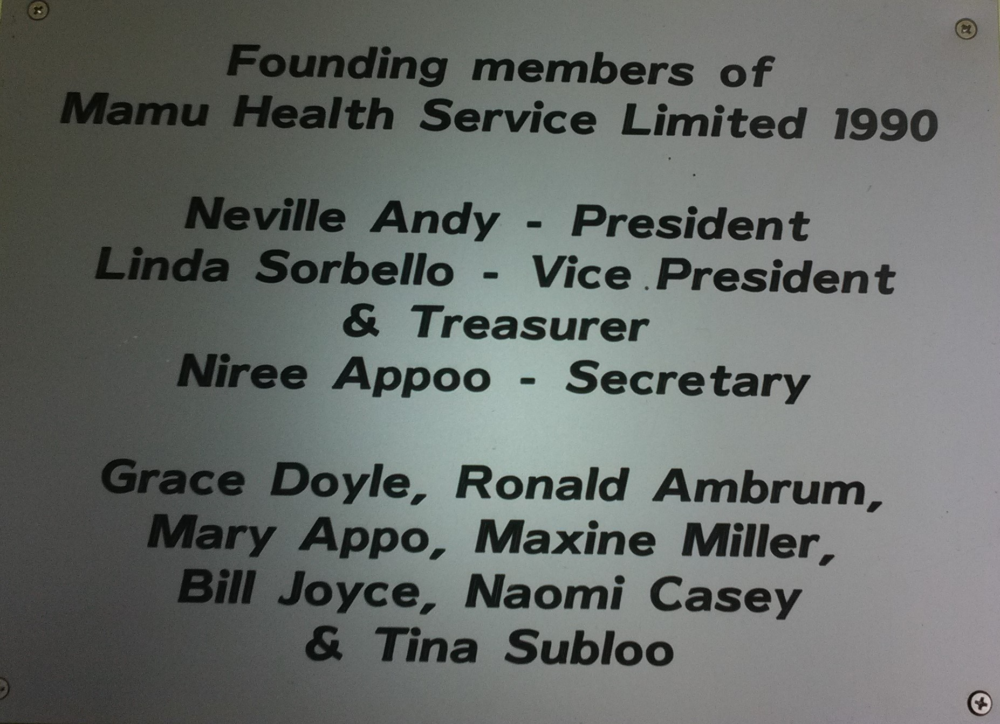 Founding members of
Mamu Health Service Limited 1990
Neville Andy - President
Linda Sorbello - Vice President
& Treasurer
Niree Appoo - Secretary
Grace Doyle, Ronald Ambrum,
Mary Appo, Maxine Miller,
Bill Joyce, Naomi Casey
& Tina Subloo